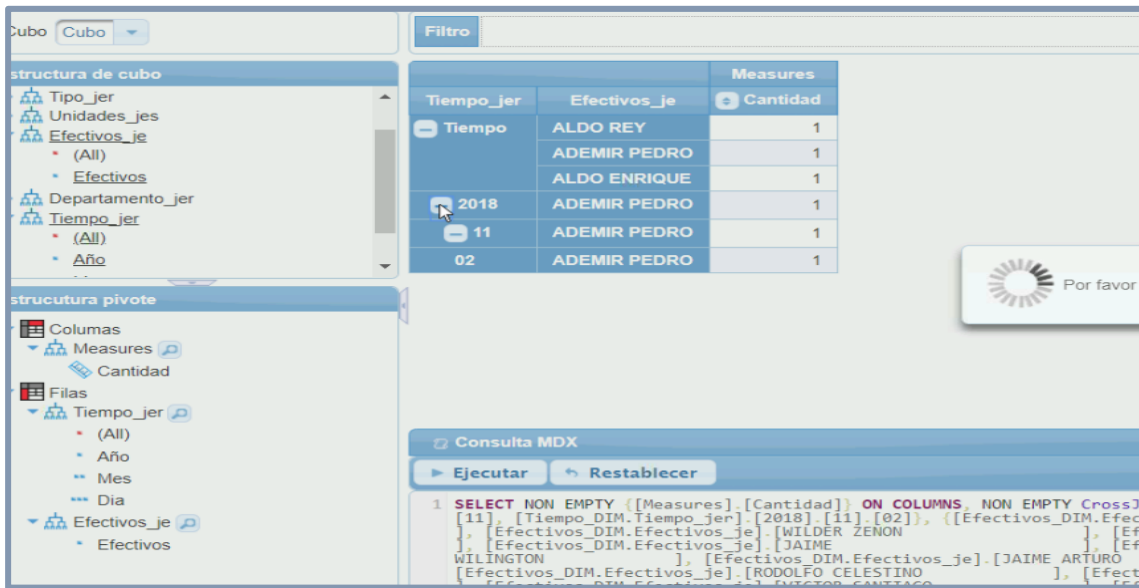 Cubo Cubo
Filtro
structura de cubo
Tipo_jer
Unidades_jes
Efectivos_je
(All)
Efectivos
Departamento_jer
Tiempo_jer
(All)
Año
Measures
Tiempo_jer Efectivos_je Cantidad
Tiempo ALDO REY 1
ADEMIR PEDRO 1
ALDO ENRIQUE 1
2018 ADEMIR PEDRO 1
11 ADEMIR PEDRO 1
02 ADEMIR PEDRO 1
Por favor
strucutura pivote
Columas
Measures
Cantidad
Filas
Tiempo_jer
(All)
Año
Mes
Dia
Efectivos_je
Efectivos
Consulta MDX
Ejecutar Restablecer
1 SELECT NON EMPTY {[Measures].[Cantidad]} ON COLUMNS, NON EMPTY CrossJ
[11], [Tiempo_DIM.Tiempo_jer].[2018].[11].[02]}, {[Efectivos_DIM.Efec
], [Efectivos_DIM.Efectivos_je].[WILDER ZENON ], [Ef
], [Efectivos_DIM.Efectivos_je].[JAIME ], [Ef
WILINGTON ], [Efectivos_DIM.Efectivos_je].[JAIME ARTURO
[Efectivos_DIM.Efectivos_je].[RODOLFO CELESTINO ], [Efect